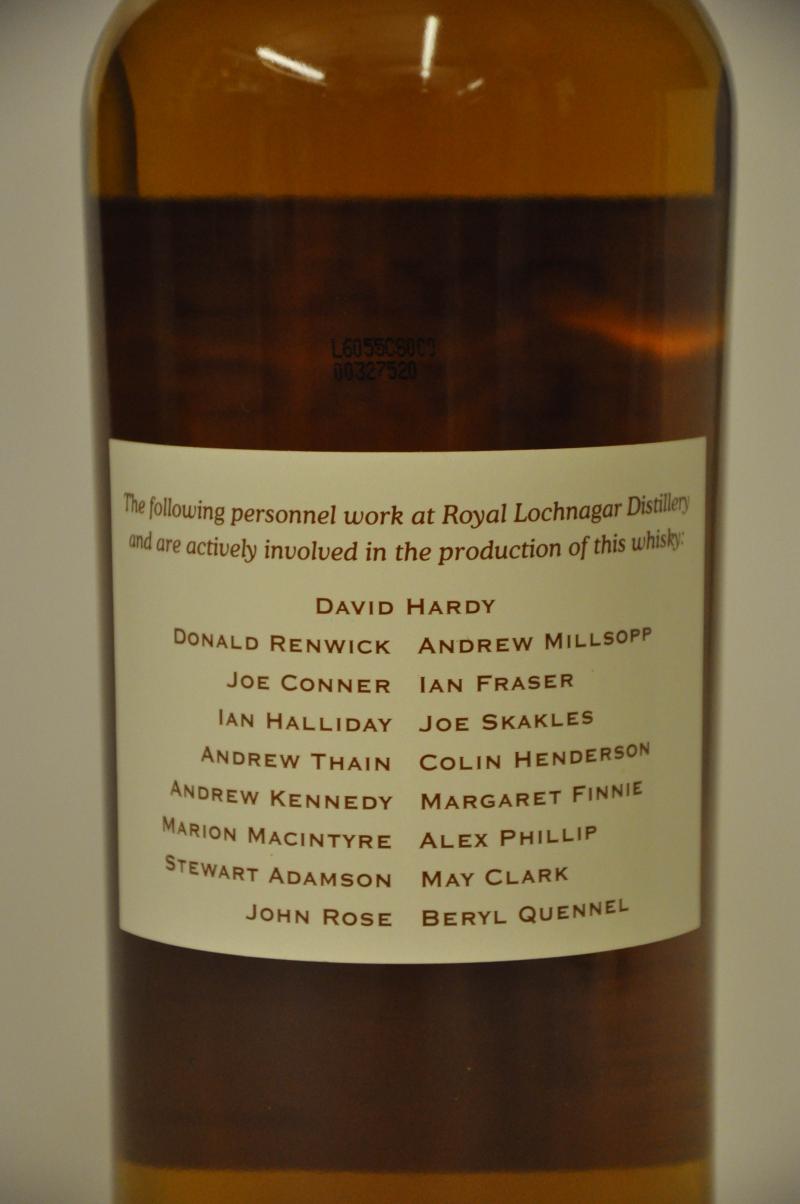 L6055C80C9
00327520
The following personnel work at Royal Lochnagar Distillery
and are actively involved in the production of this whisky:
DAVID HARDY
DONALD RENWICK ANDREW MILLSOPP
JOE CONNER IAN FRASER
IAN HALLIDAY JOE SKAKLES
ANDREW THAIN COLIN HENDERSON
ANDREW KENNEDY MARGARET FINNIE
MARION MACINTYRE ALEX PHILLIP
STEWART ADAMSON MAY CLARK
JOHN ROSE BERYL QUENNEL